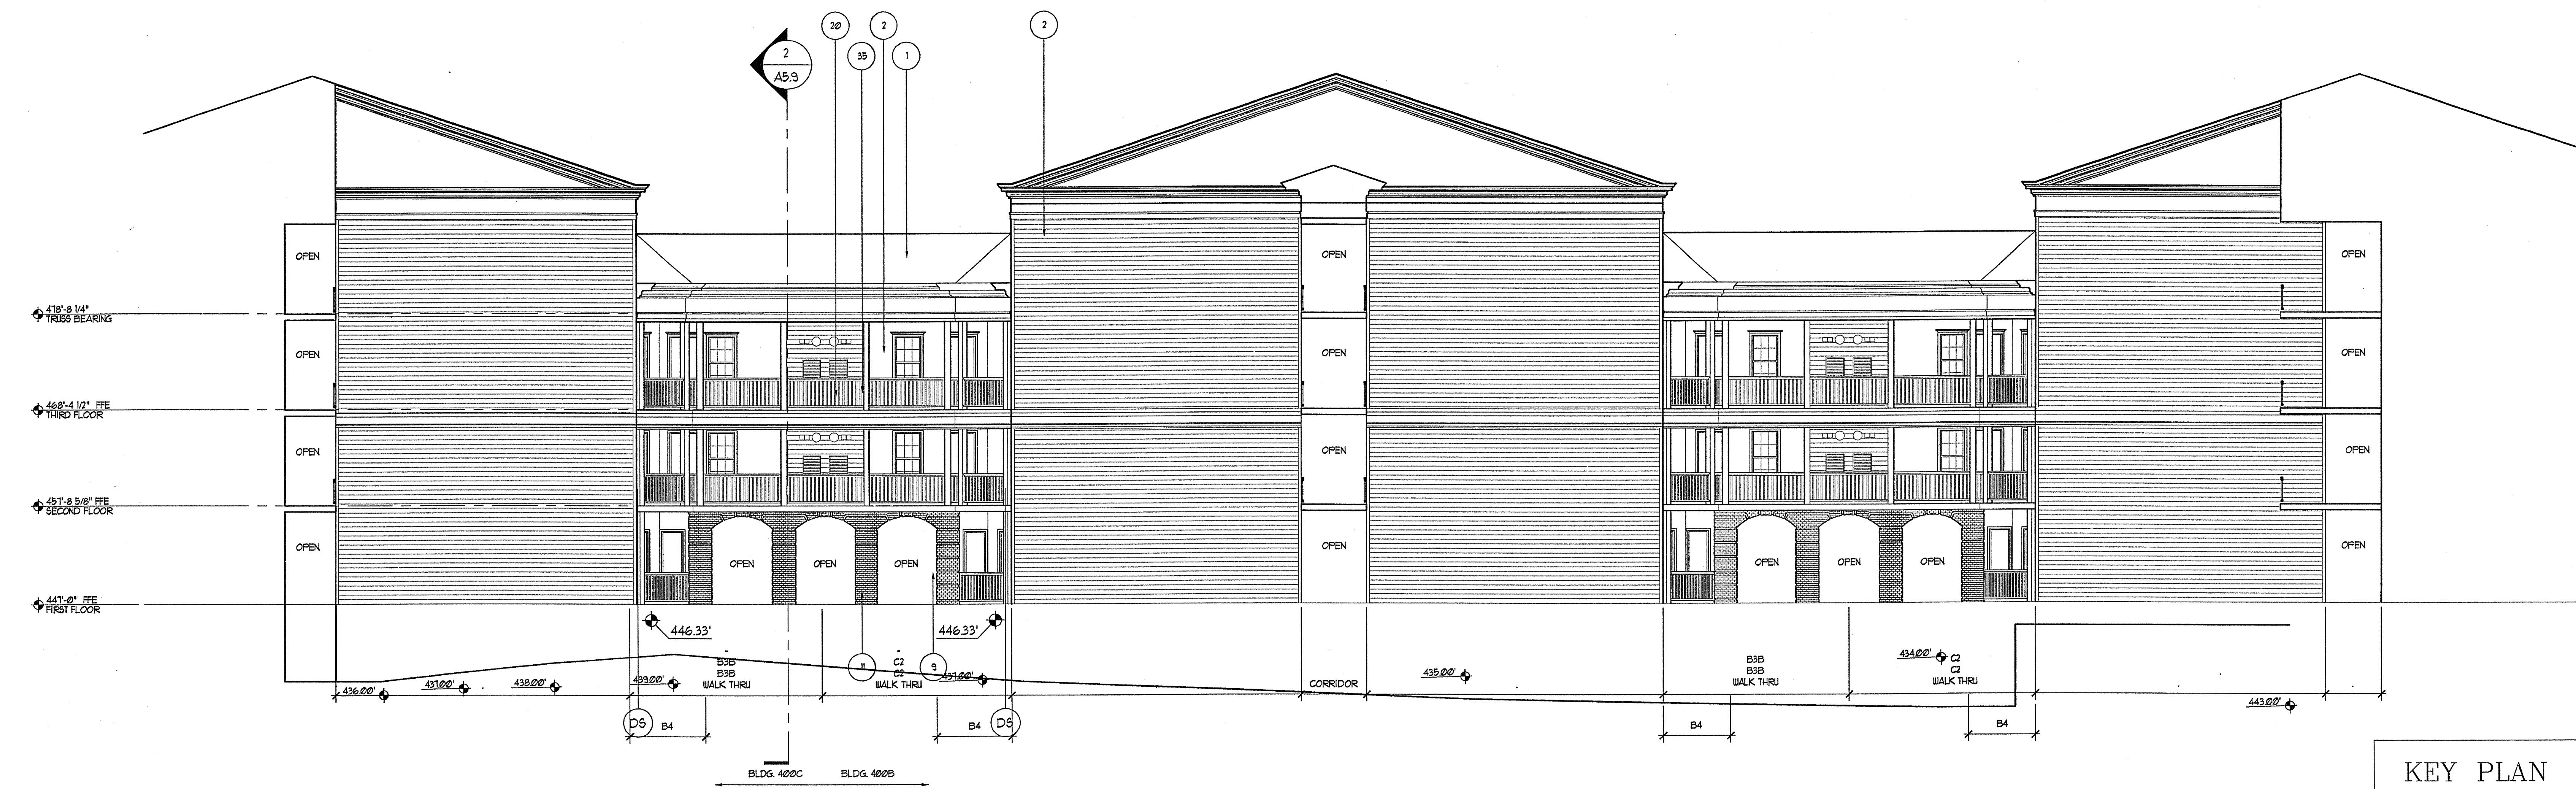 20
2
2
35
1
2
A5.9
OPEN
OPEN
OPEN
478'-8 1/4"
TRUSS BEARING
OPEN
OPEN
OPEN
468'-4 1/2" FFE
THIRD FLOOR
OPEN
OPEN
OPEN
457'-8 5/8" FFE
SECOND FLOOR
OPEN
OPEN
OPEN
OPEN
OPEN
OPEN
OPEN
OPEN
OPEN
447'-0" FFE
FIRST FLOOR
446.33'
446.33'
B3B
B3B
WALK THRU
11
C2
C2
WALK THRU
9
B3B
B3B
WALK THRU
434.00'
C2
C2
WALK THRU
436.00'
437.00'
438.00'
439.00'
437.00'
CORRIDOR
435.00'
443.00'
DS
B4
B4
DS
B4
B4
BLDG. 400C
BLDG. 400B
KEY PLAN